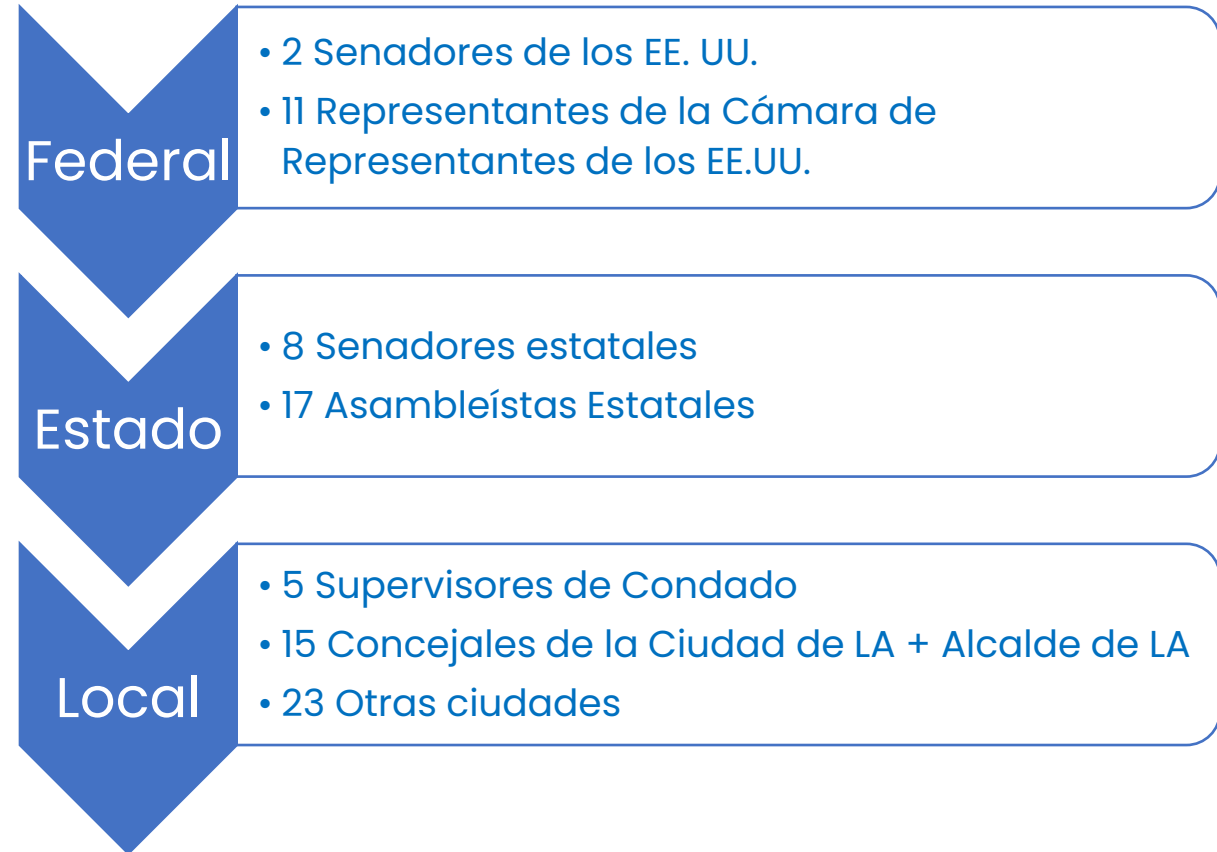 Federal
• 2 Senadores de los EE. UU.
• 11 Representantes de la Cámara de
Representantes de los EE.UU.
Estado
• 8 Senadores estatales
• 17 Asambleístas Estatales
Local
• 5 Supervisores de Condado
• 15 Concejales de la Ciudad de LA + Alcalde de LA
• 23 Otras ciudades